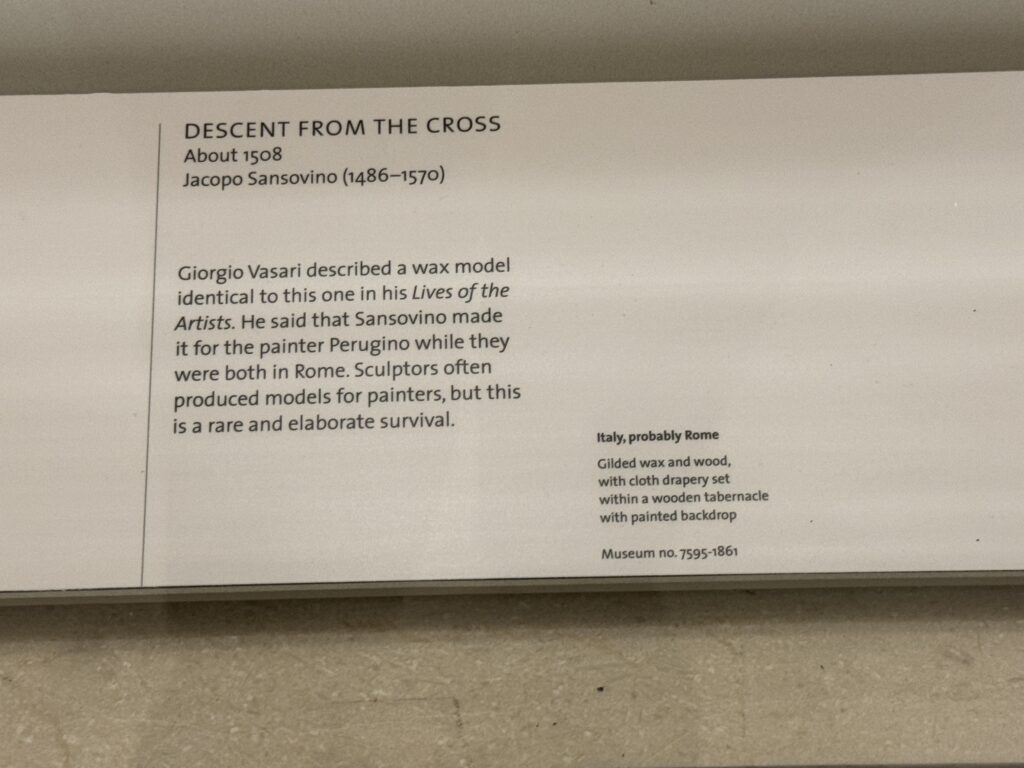 DESCENT FROM THE CROSS
About 1508
Jacopo Sansovino (1486–1570)
Giorgio Vasari described a wax model
identical to this one in his Lives of the
Artists. He said that Sansovino made
it for the painter Perugino while they
were both in Rome. Sculptors often
produced models for painters, but this
is a rare and elaborate survival.
Italy, probably Rome
Gilded wax and wood,
with cloth drapery set
within a wooden tabernacle
with painted backdrop
Museum no. 7595-1861